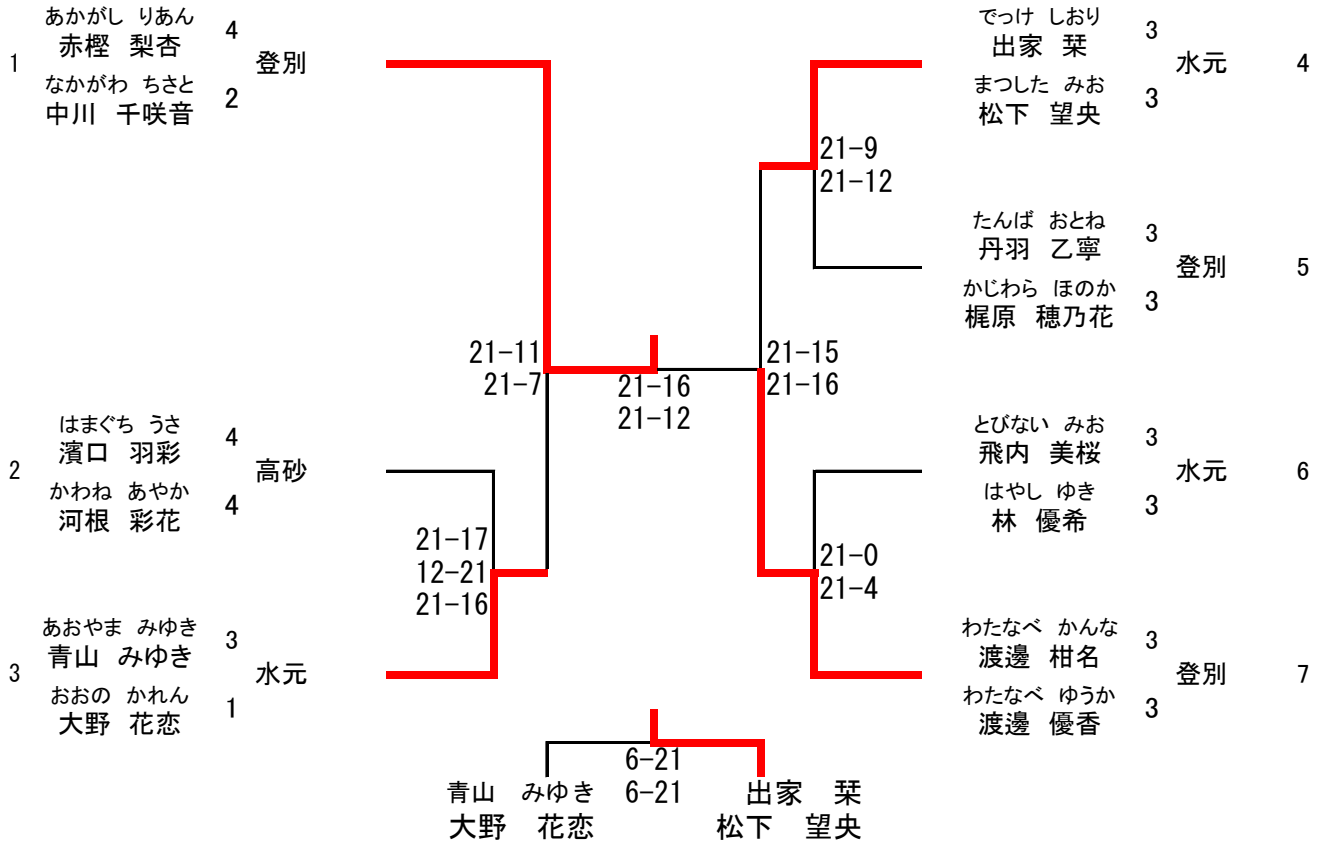 あかがし りあん 4
1 赤樫 梨杏 登別
なかがわ ちさと 2
中川 千咲音
はまぐち うさ 4
2 濱口 羽彩 高砂
かわね あやか 4
河根 彩花
あおやま みゆき 3
3 青山 みゆき 水元
おおの かれん 1
大野 花恋
21-11
21-7
21-17
12-21
21-16
21-16
21-12
でっけ しおり 3
出家 栞 水元 4
まつした みお 3
松下 望央
21-9
21-12
たんば おとね 3
丹羽 乙寧 登別 5
かじわら ほのか 3
梶原 穂乃花
21-15
21-16
とびない みお 3
飛内 美桜 水元 6
はやし ゆき 3
林 優希
21-0
21-4
わたなべ かんな 3
渡邊 柑名 登別 7
わたなべ ゆうか 3
渡邊 優香
6-21
6-21
青山 みゆき
大野 花恋
出家 栞
松下 望央